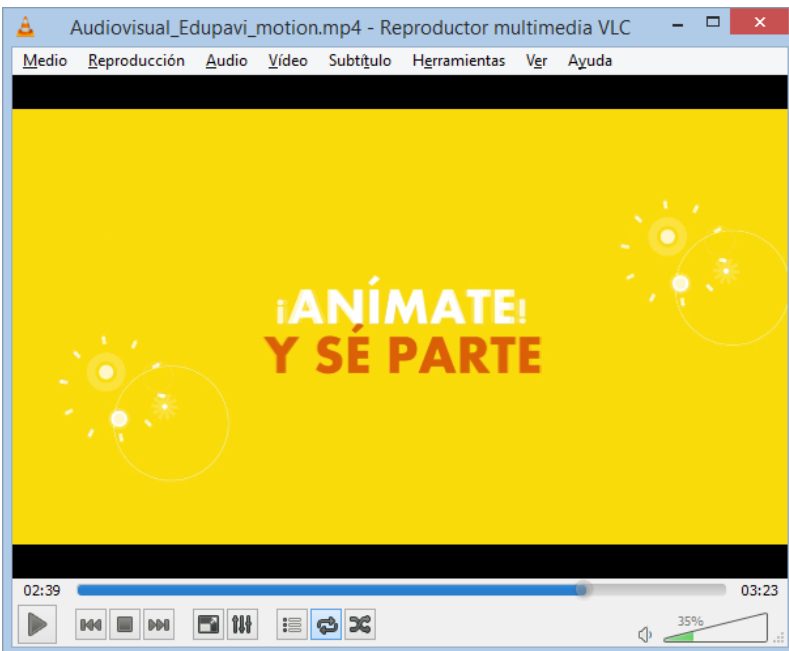 Audiovisual_Edupavi_motion.mp4 - Reproductor multimedia VLC
Medio Reproducción Audio Vídeo Subtítulo Herramientas Ver Ayuda
¡ANÍMATE!
Y SÉ PARTE
02:39 03:23
35%